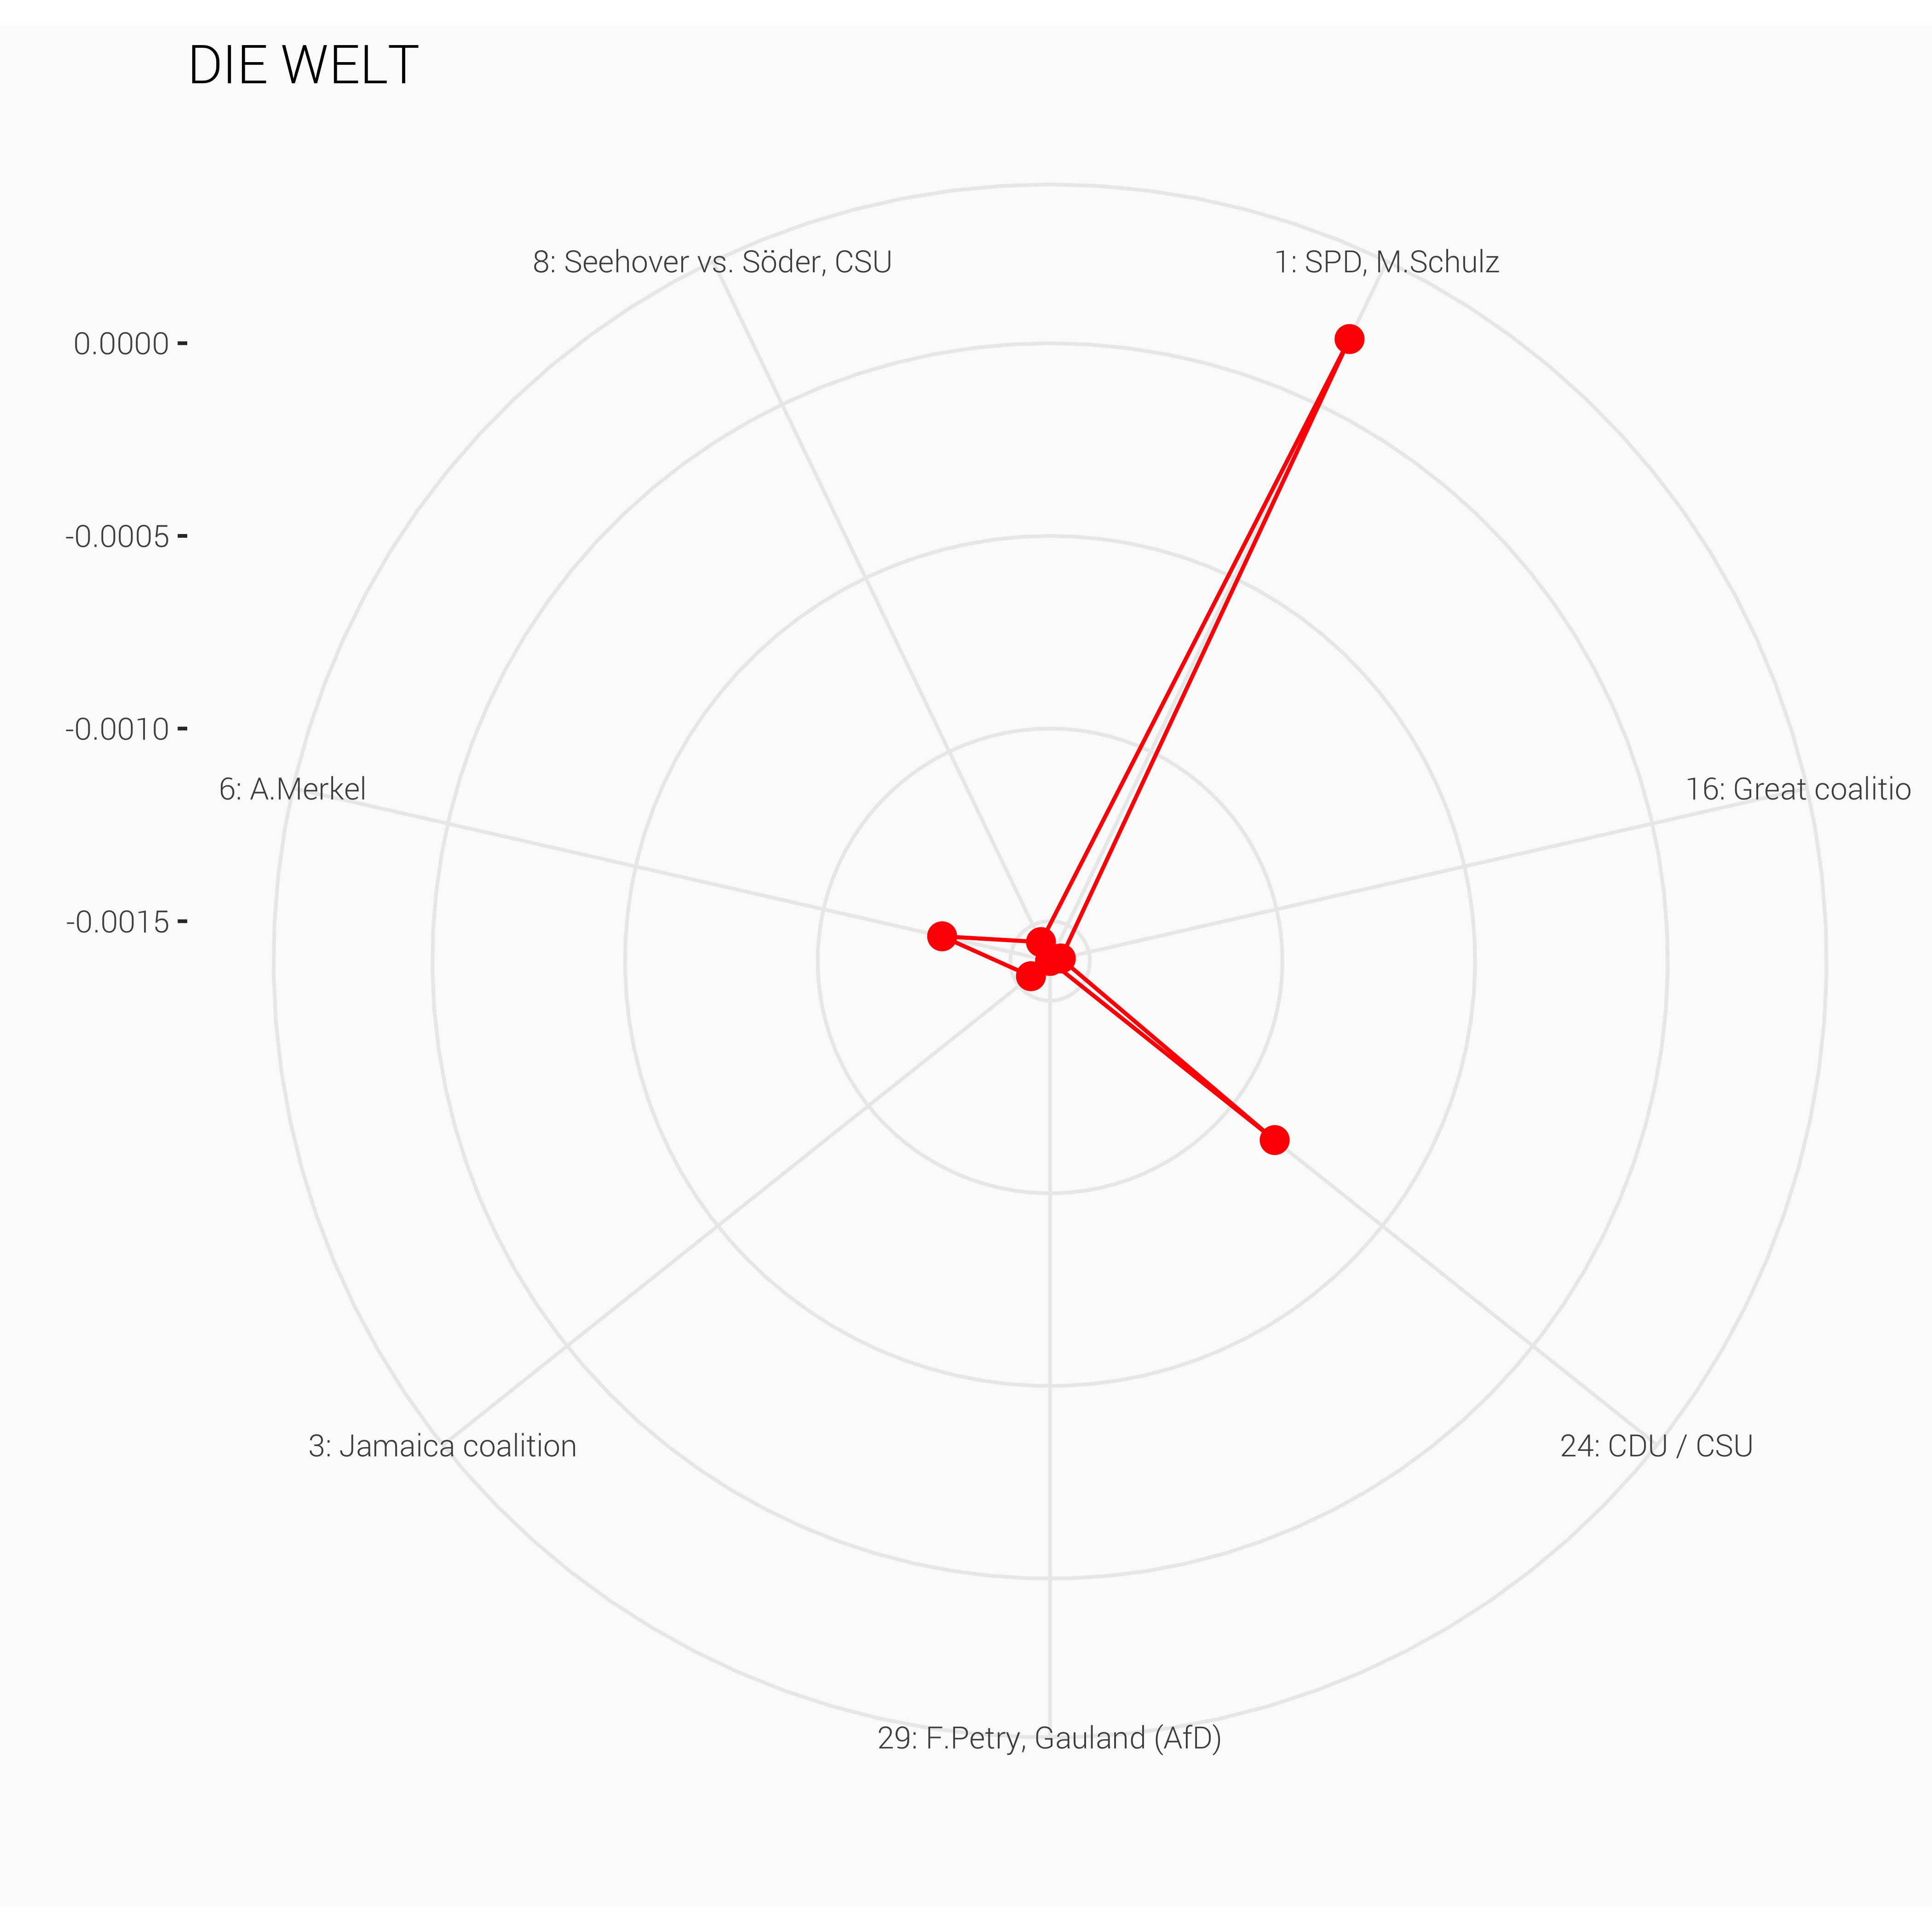 DIE WELT
8: Seehover vs. Söder, CSU
1: SPD, M.Schulz
0.0000
-0.0005
-0.0010
6: A.Merkel
16: Great coalitio
-0.0015
3: Jamaica coalition
24: CDU / CSU
29: F.Petry, Gauland (AfD)